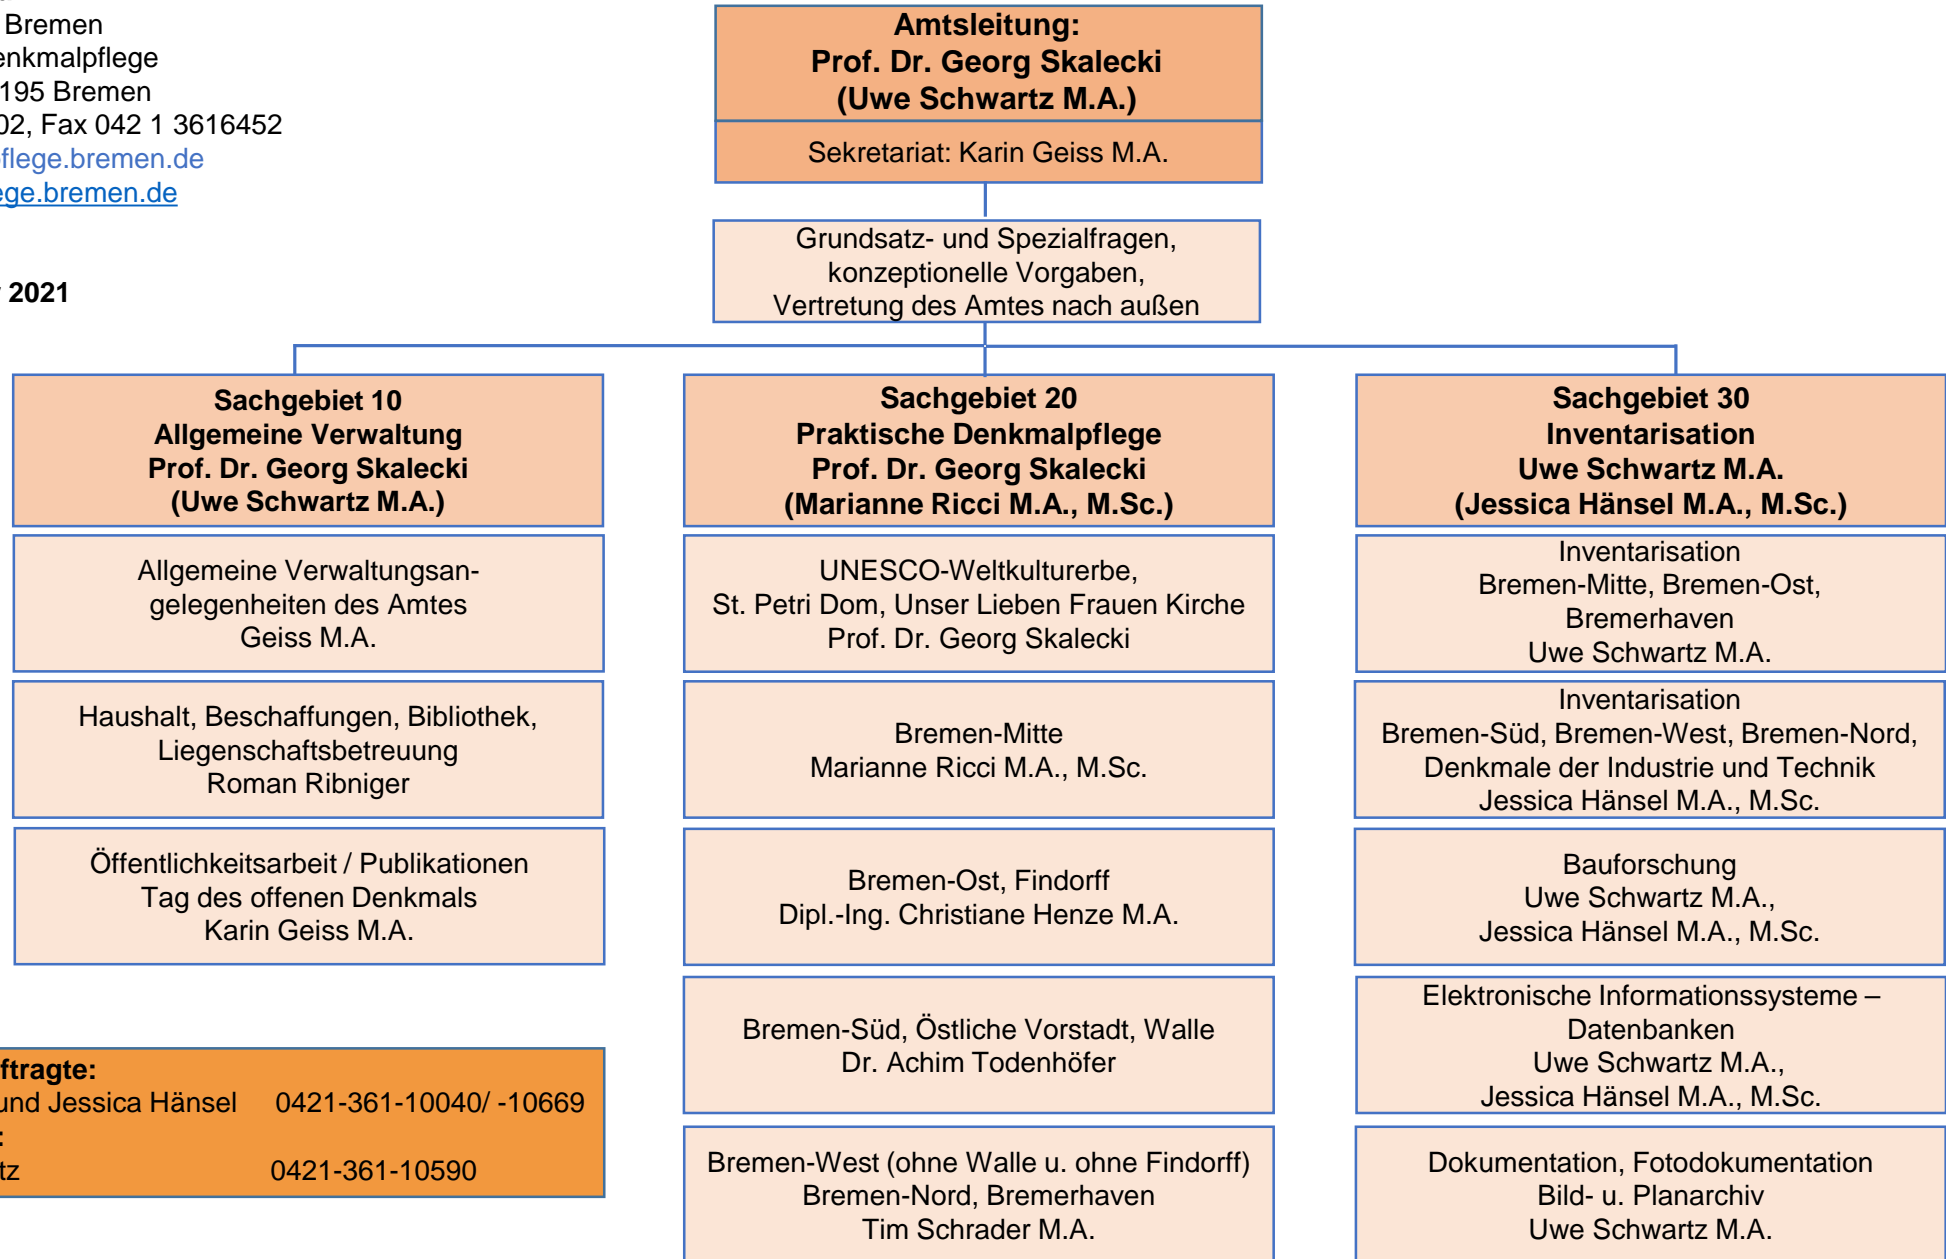 Bremen
enkmalpflege
195 Bremen
02, Fax 042 1 3616452
flege.bremen.de
ege.bremen.de
2021
Amtsleitung:
Prof. Dr. Georg Skalecki
(Uwe Schwartz M.A.)
Sekretariat: Karin Geiss M.A.
Grundsatz- und Spezialfragen,
konzeptionelle Vorgaben,
Vertretung des Amtes nach außen
Sachgebiet 10
Allgemeine Verwaltung
Prof. Dr. Georg Skalecki
(Uwe Schwartz M.A.)
Allgemeine Verwaltungsan-
gelegenheiten des Amtes
Geiss M.A.
Haushalt, Beschaffungen, Bibliothek,
Liegenschaftsbetreuung
Roman Ribniger
Öffentlichkeitsarbeit / Publikationen
Tag des offenen Denkmals
Karin Geiss M.A.
ftragte:
und Jessica Hänsel 0421-361-10040/ -10669
:
tz 0421-361-10590
Sachgebiet 20
Praktische Denkmalpflege
Prof. Dr. Georg Skalecki
(Marianne Ricci M.A., M.Sc.)
UNESCO-Weltkulturerbe,
St. Petri Dom, Unser Lieben Frauen Kirche
Prof. Dr. Georg Skalecki
Bremen-Mitte
Marianne Ricci M.A., M.Sc.
Bremen-Ost, Findorff
Dipl.-Ing. Christiane Henze M.A.
Bremen-Süd, Östliche Vorstadt, Walle
Dr. Achim Todenhöfer
Bremen-West (ohne Walle u. ohne Findorff)
Bremen-Nord, Bremerhaven
Tim Schrader M.A.
Sachgebiet 30
Inventarisation
Uwe Schwartz M.A.
(Jessica Hänsel M.A., M.Sc.)
Inventarisation
Bremen-Mitte, Bremen-Ost,
Bremerhaven
Uwe Schwartz M.A.
Inventarisation
Bremen-Süd, Bremen-West, Bremen-Nord,
Denkmale der Industrie und Technik
Jessica Hänsel M.A., M.Sc.
Bauforschung
Uwe Schwartz M.A.,
Jessica Hänsel M.A., M.Sc.
Elektronische Informationssysteme –
Datenbanken
Uwe Schwartz M.A.,
Jessica Hänsel M.A., M.Sc.
Dokumentation, Fotodokumentation
Bild- u. Planarchiv
Uwe Schwartz M.A.